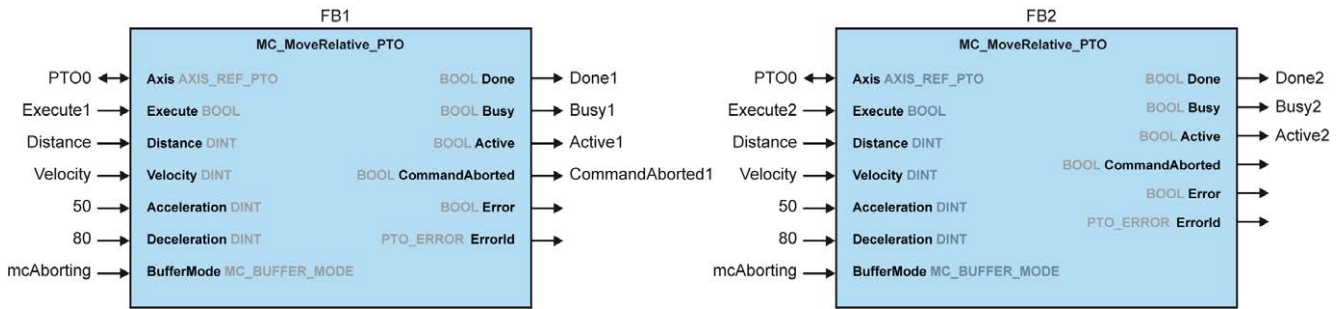 FB1
MC_MoveRelative_PTO
PTO0 Axis AXIS_REF_PTO BOOL Done Done1
Execute1 Execute BOOL BOOL Busy Busy1
Distance Distance DINT BOOL Active Active1
Velocity Velocity DINT BOOL CommandAborted CommandAborted1
50 Acceleration DINT BOOL Error
80 Deceleration DINT PTO_ERROR ErrorId
mcAborting BufferMode MC_BUFFER_MODE
FB2
MC_MoveRelative_PTO
PTO0 Axis AXIS_REF_PTO BOOL Done Done2
Execute2 Execute BOOL BOOL Busy Busy2
Distance Distance DINT BOOL Active Active2
Velocity Velocity DINT BOOL CommandAborted
50 Acceleration DINT BOOL Error
80 Deceleration DINT PTO_ERROR ErrorId
mcAborting BufferMode MC_BUFFER_MODE